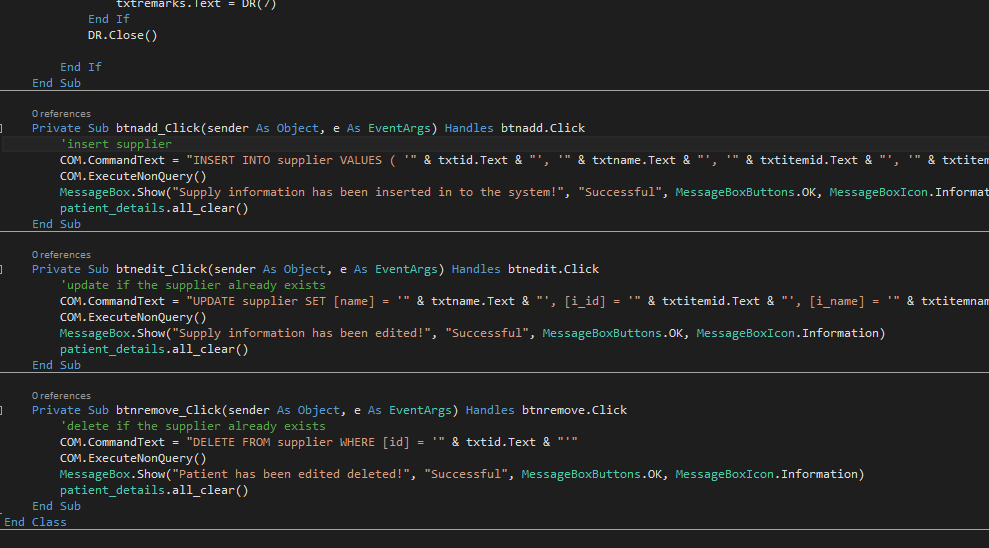 txtremarks.Text = DR(7)
End If
DR.Close()
End If
End Sub
0 references
Private Sub btnadd_Click(sender As Object, e As EventArgs) Handles btnadd.Click
'insert supplier
COM.CommandText = "INSERT INTO supplier VALUES ( '" & txtid.Text & "', '" & txtname.Text & "', '" & txtitemid.Text & "', '" & txtitem
COM.ExecuteNonQuery()
MessageBox.Show("Supply information has been inserted in to the system!", "Successful", MessageBoxButtons.OK, MessageBoxIcon.Informat
patient_details.all_clear()
End Sub
0 references
Private Sub btnedit_Click(sender As Object, e As EventArgs) Handles btnedit.Click
'update if the supplier already exists
COM.CommandText = "UPDATE supplier SET [name] = '" & txtname.Text & "', [i_id] = '" & txtitemid.Text & "', [i_name] = '" & txtitemnam
COM.ExecuteNonQuery()
MessageBox.Show("Supply information has been edited!", "Successful", MessageBoxButtons.OK, MessageBoxIcon.Information)
patient_details.all_clear()
End Sub
0 references
Private Sub btnremove_Click(sender As Object, e As EventArgs) Handles btnremove.Click
'delete if the supplier already exists
COM.CommandText = "DELETE FROM supplier WHERE [id] = '" & txtid.Text & "'"
COM.ExecuteNonQuery()
MessageBox.Show("Patient has been edited deleted!", "Successful", MessageBoxButtons.OK, MessageBoxIcon.Information)
patient_details.all_clear()
End Sub
End Class